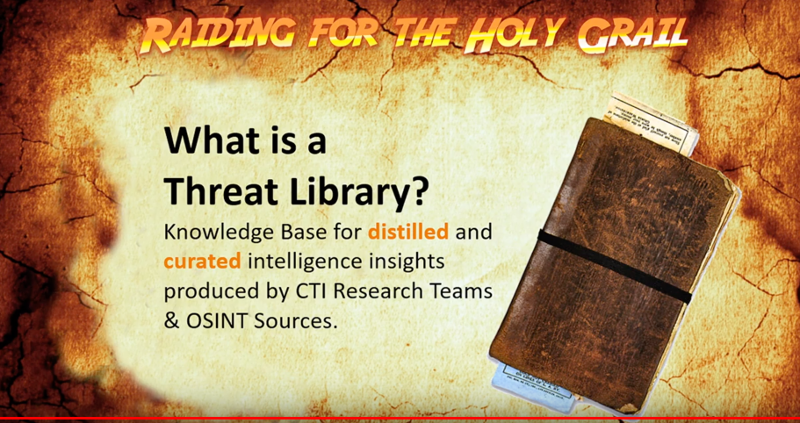 RAIDING FOR THE HOLY GRAIL
What is a
Threat Library?
Knowledge Base for distilled and
curated intelligence insights
produced by CTI Research Teams
& OSINT Sources.